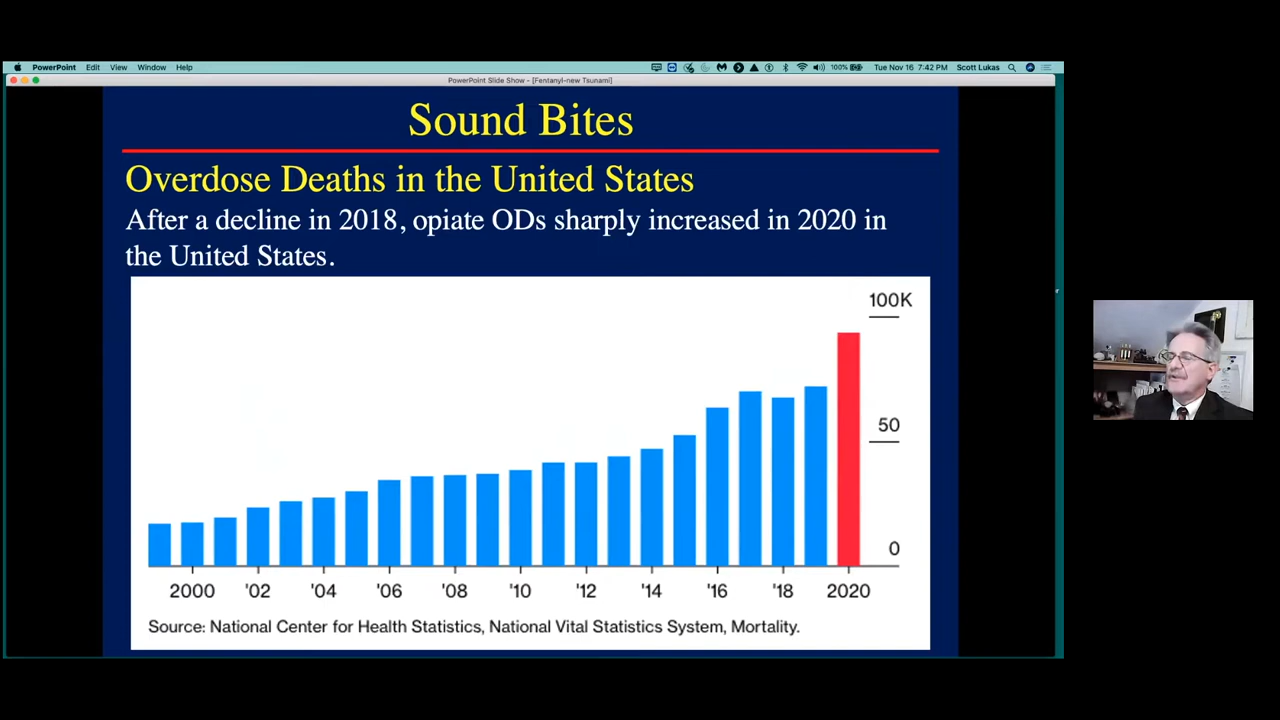 PowerPoint Edit View Window Help 100% Tue Nov 16 7:42 PM Scott Lukas
PowerPoint Slide Show - [Fentanyl-new Tsunami]
Sound Bites
Overdose Deaths in the United States
After a decline in 2018, opiate ODs sharply increased in 2020 in
the United States.
100K
50
0
2000 '02 '04 '06 '08 '10 '12 '14 '16 '18 2020
Source: National Center for Health Statistics, National Vital Statistics System, Mortality.